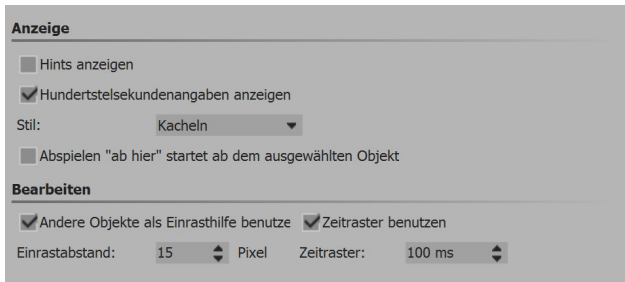 Anzeige
Hints anzeigen
Hundertstelsekundenangaben anzeigen
Stil: Kacheln
Abspielen "ab hier" startet ab dem ausgewählten Objekt
Bearbeiten
Andere Objekte als Einrasthilfe benutze Zeitraster benutzen
Einrastabstand: 15 Pixel Zeitraster: 100 ms